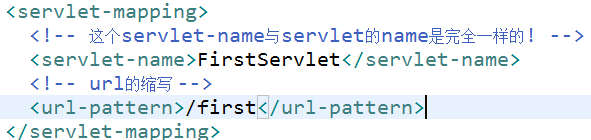 <servlet-mapping>
<!-- 这个servlet-name与servlet的name是完全一样的! -->
<servlet-name>FirstServlet</servlet-name>
<!-- url的缩写 -->
<url-pattern>/first</url-pattern>
</servlet-mapping>